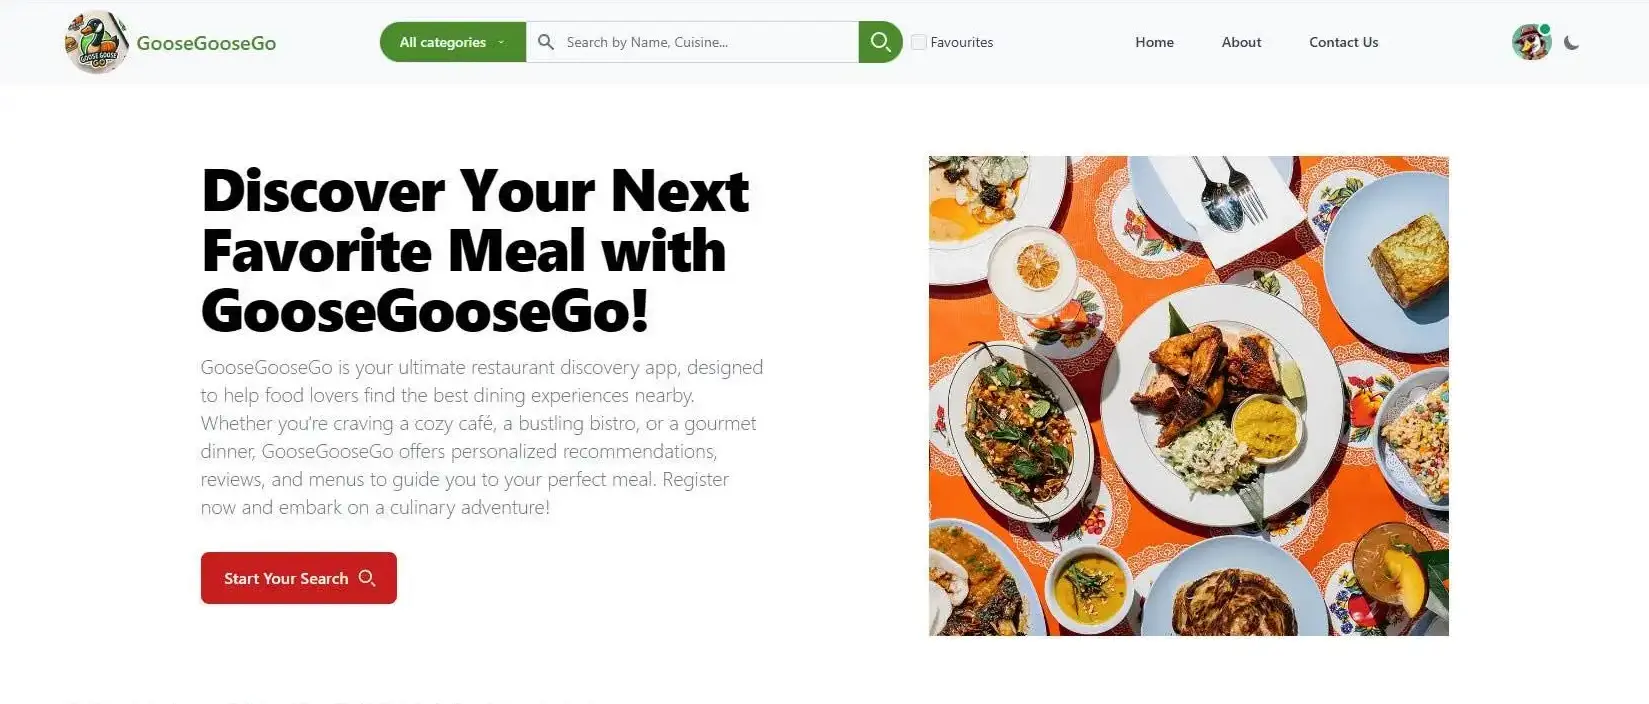 GOOSE GOOSE
GO
GooseGooseGo
All categories
Search by Name, Cuisine...
Favourites
Home
About
Contact Us
Discover Your Next
Favorite Meal with
GooseGooseGo!
GooseGooseGo is your ultimate restaurant discovery app, designed
to help food lovers find the best dining experiences nearby.
Whether you're craving a cozy café, a bustling bistro, or a gourmet
dinner, GooseGooseGo offers personalized recommendations,
reviews, and menus to guide you to your perfect meal. Register
now and embark on a culinary adventure!
Start Your Search